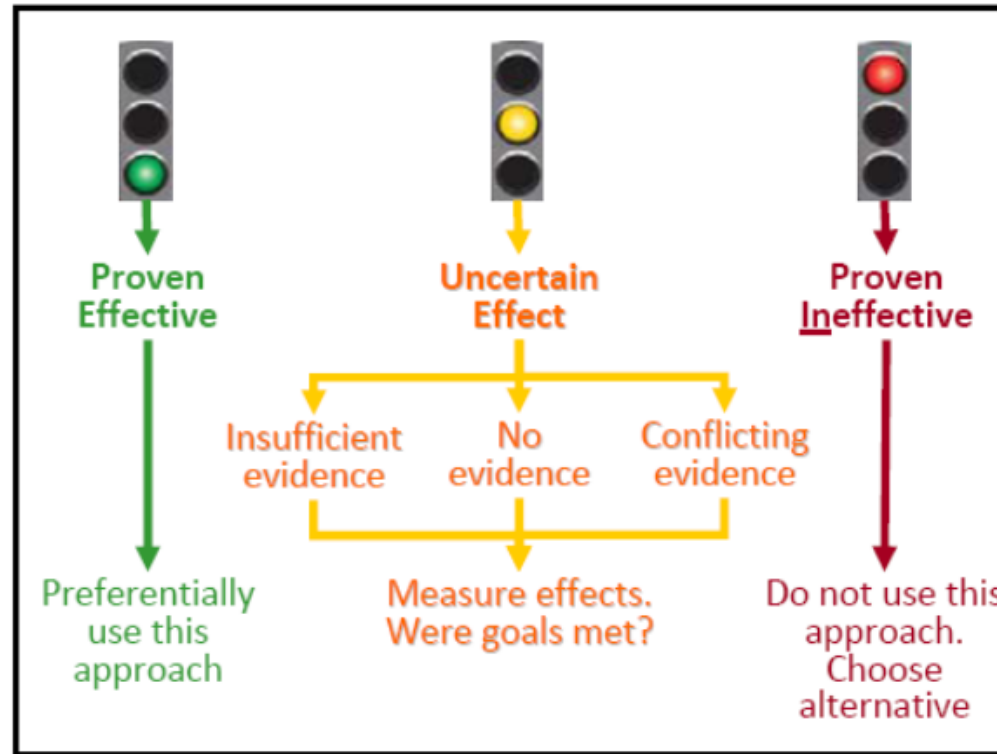 Proven
Effective
Uncertain
Effect
Proven
Ineffective
Insufficient
evidence
No
evidence
Conflicting
evidence
Preferentially
use this
approach
Measure effects.
Were goals met?
Do not use this
approach.
Choose
alternative